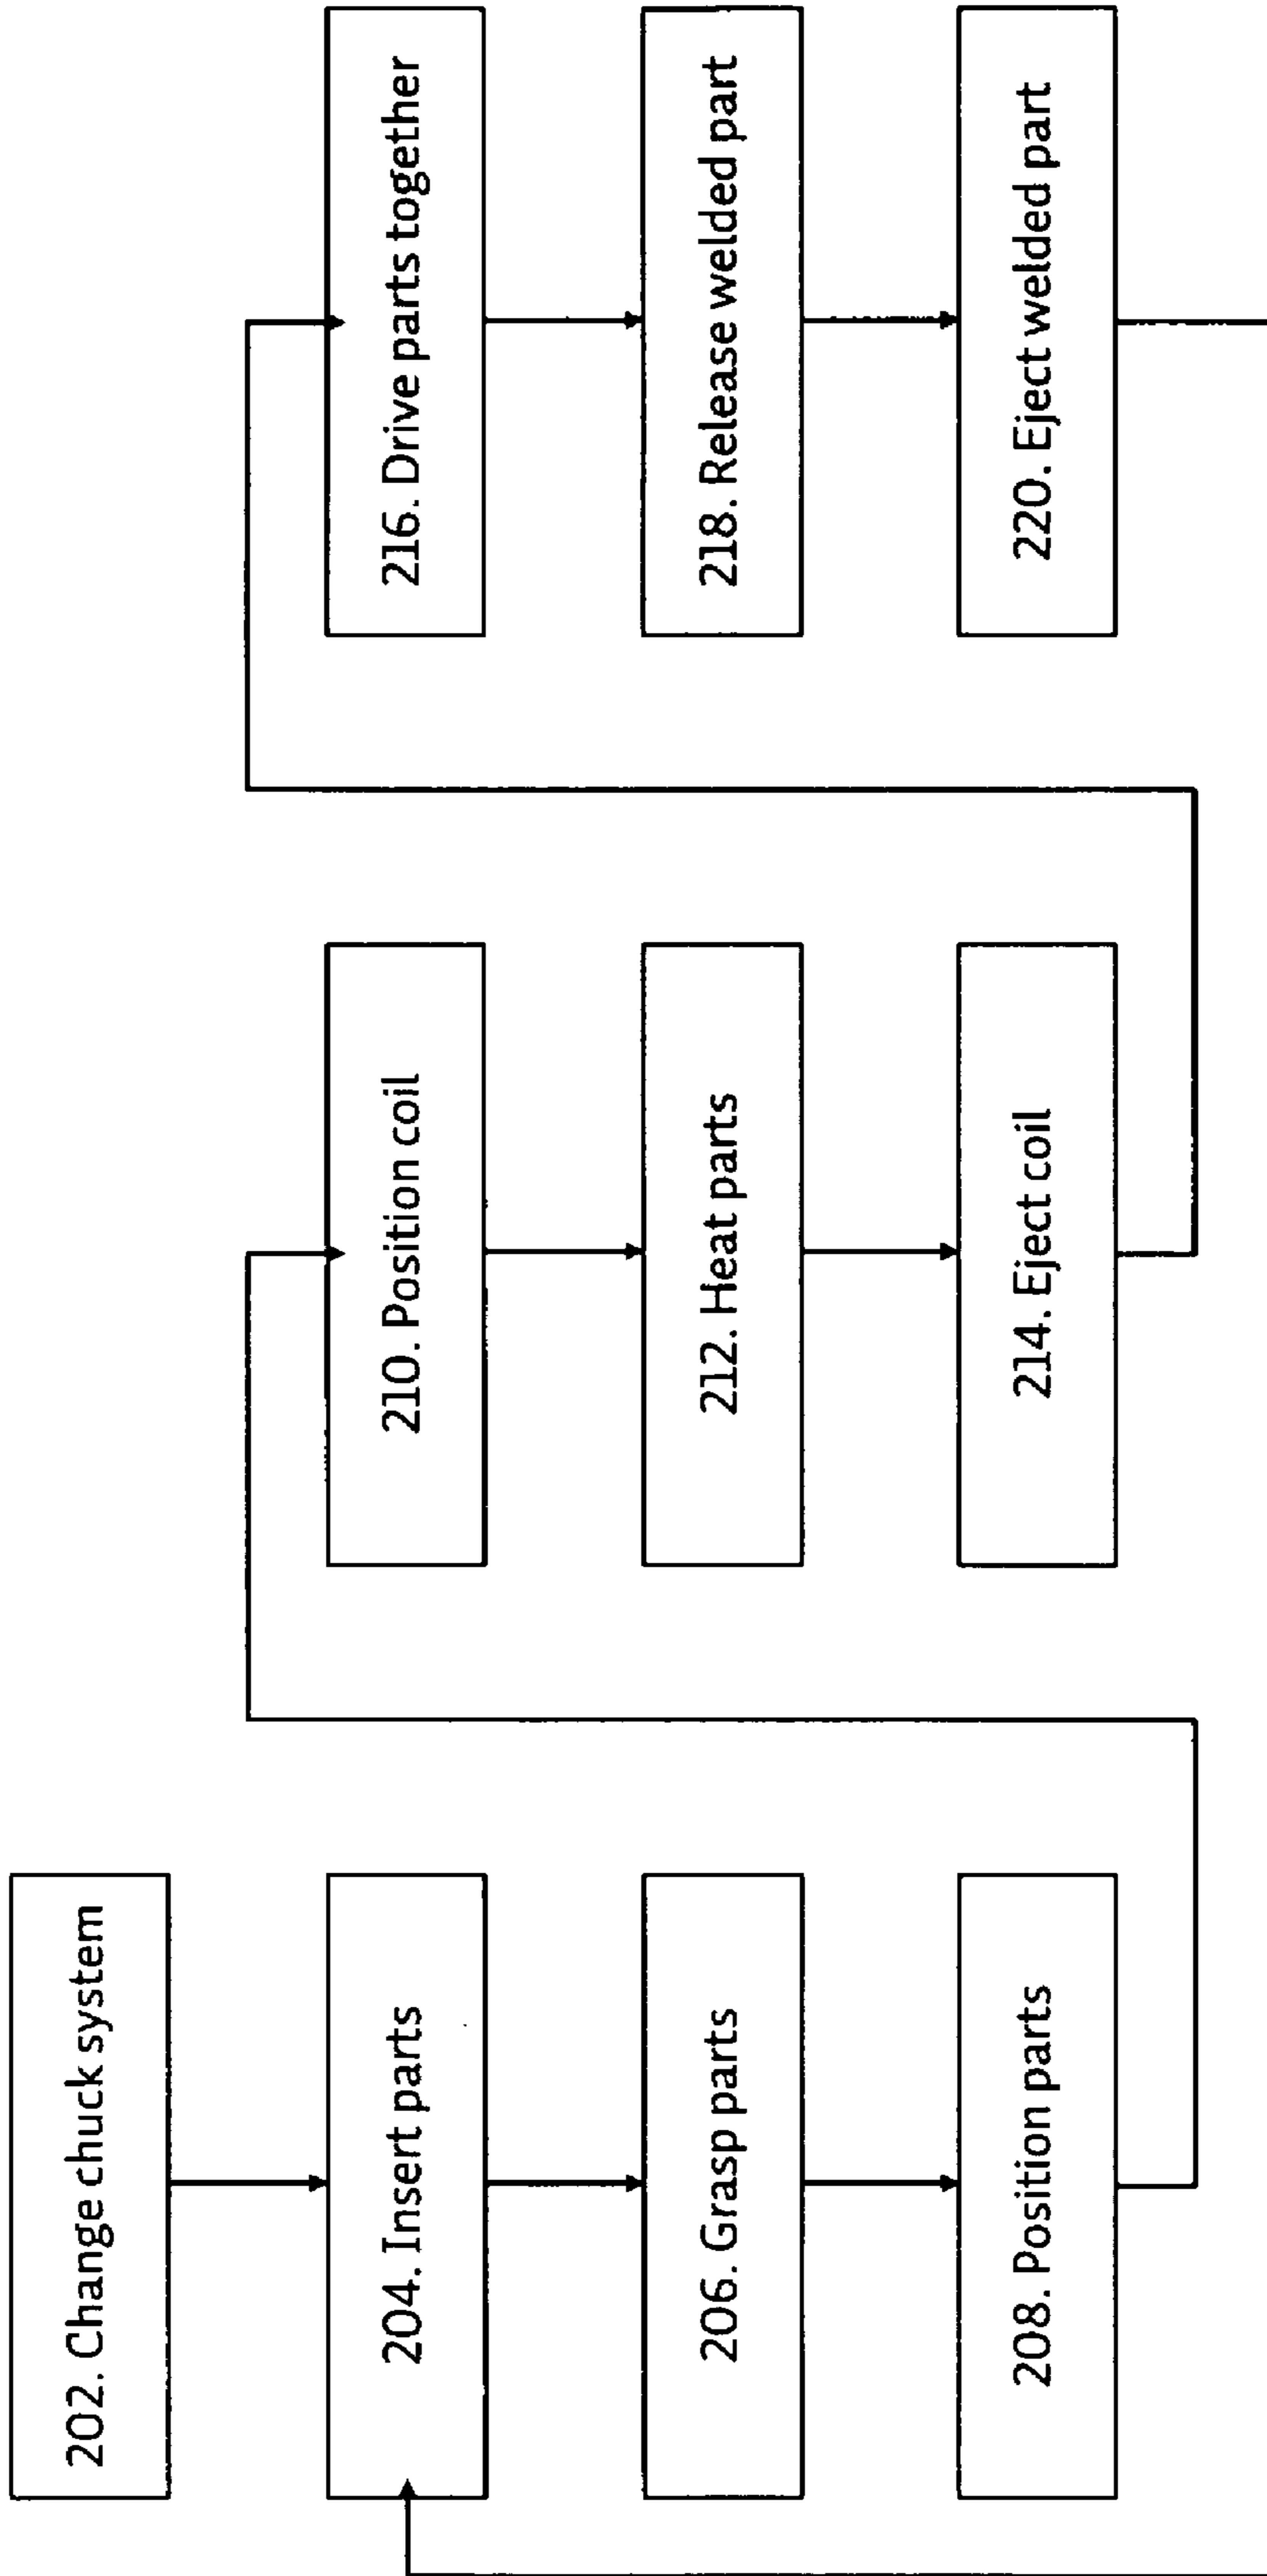 202. Change chuck system
204. Insert parts
206. Grasp parts
208. Position parts
210. Position coil
212. Heat parts
214. Eject coil
216. Drive parts together
218. Release welded part
220. Eject welded part